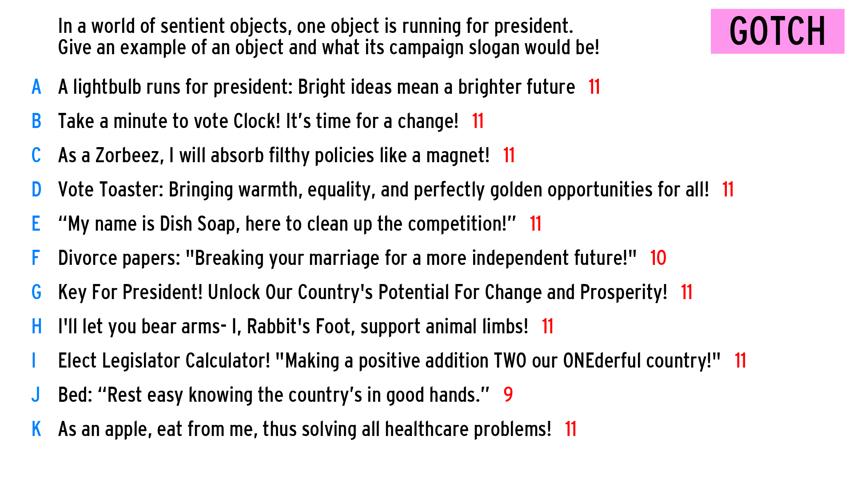 In a world of sentient objects, one object is running for president.
Give an example of an object and what its campaign slogan would be!
GOTCH
A A lightbulb runs for president: Bright ideas mean a brighter future 11
B Take a minute to vote Clock! It’s time for a change! 11
C As a Zorbeez, I will absorb filthy policies like a magnet! 11
D Vote Toaster: Bringing warmth, equality, and perfectly golden opportunities for all! 11
E “My name is Dish Soap, here to clean up the competition!” 11
F Divorce papers: "Breaking your marriage for a more independent future!" 10
G Key For President! Unlock Our Country's Potential For Change and Prosperity! 11
H I'll let you bear arms- I, Rabbit's Foot, support animal limbs! 11
I Elect Legislator Calculator! "Making a positive addition TWO our ONEderful country!" 11
J Bed: “Rest easy knowing the country’s in good hands.” 9
K As an apple, eat from me, thus solving all healthcare problems! 11